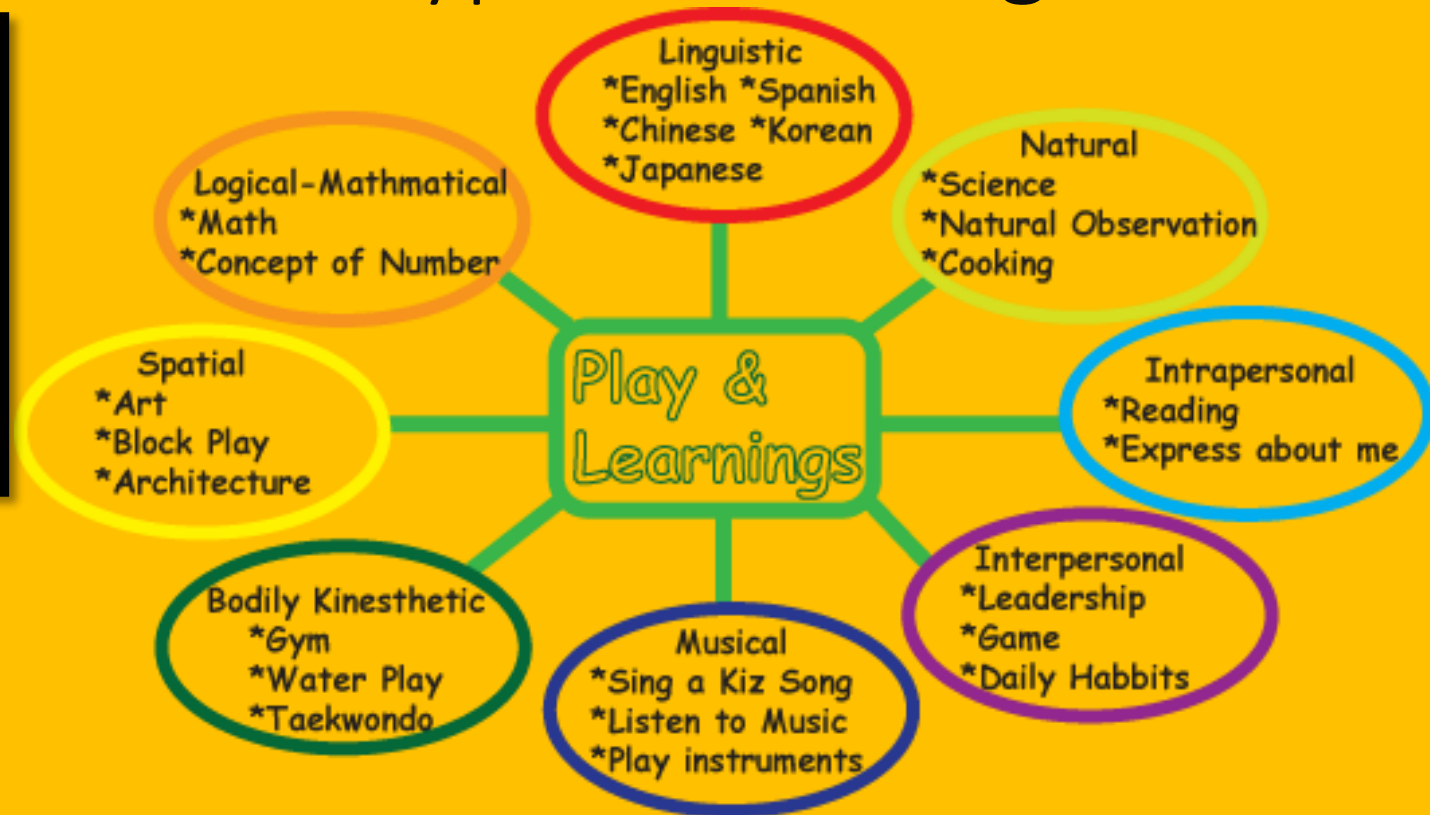 Linguistic
*English *Spanish
*Chinese *Korean
*Japanese
Natural
*Science
*Natural Observation
*Cooking
Logical-Mathmatical
*Math
*Concept of Number
Play &
Learnings
Spatial
*Art
*Block Play
*Architecture
Intrapersonal
*Reading
*Express about me
Bodily Kinesthetic
*Gym
*Water Play
*Taekwondo
Musical
*Sing a Kiz Song
*Listen to Music
*Play instruments
Interpersonal
*Leadership
*Game
*Daily Habbits